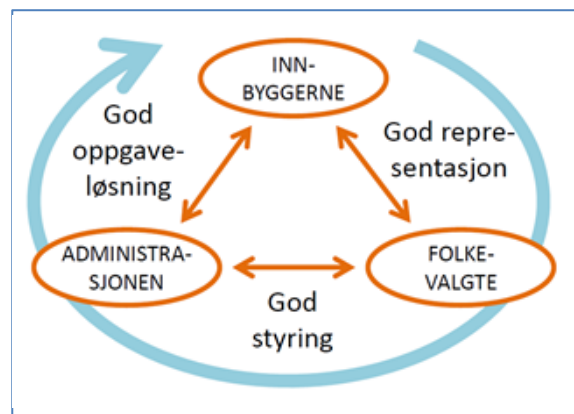 INN-
BYGGERNE
God
oppgave-
løsning
God repre-
sentasjon
ADMINISTRA-
SJONEN
FOLKE-
VALGTE
God
styring